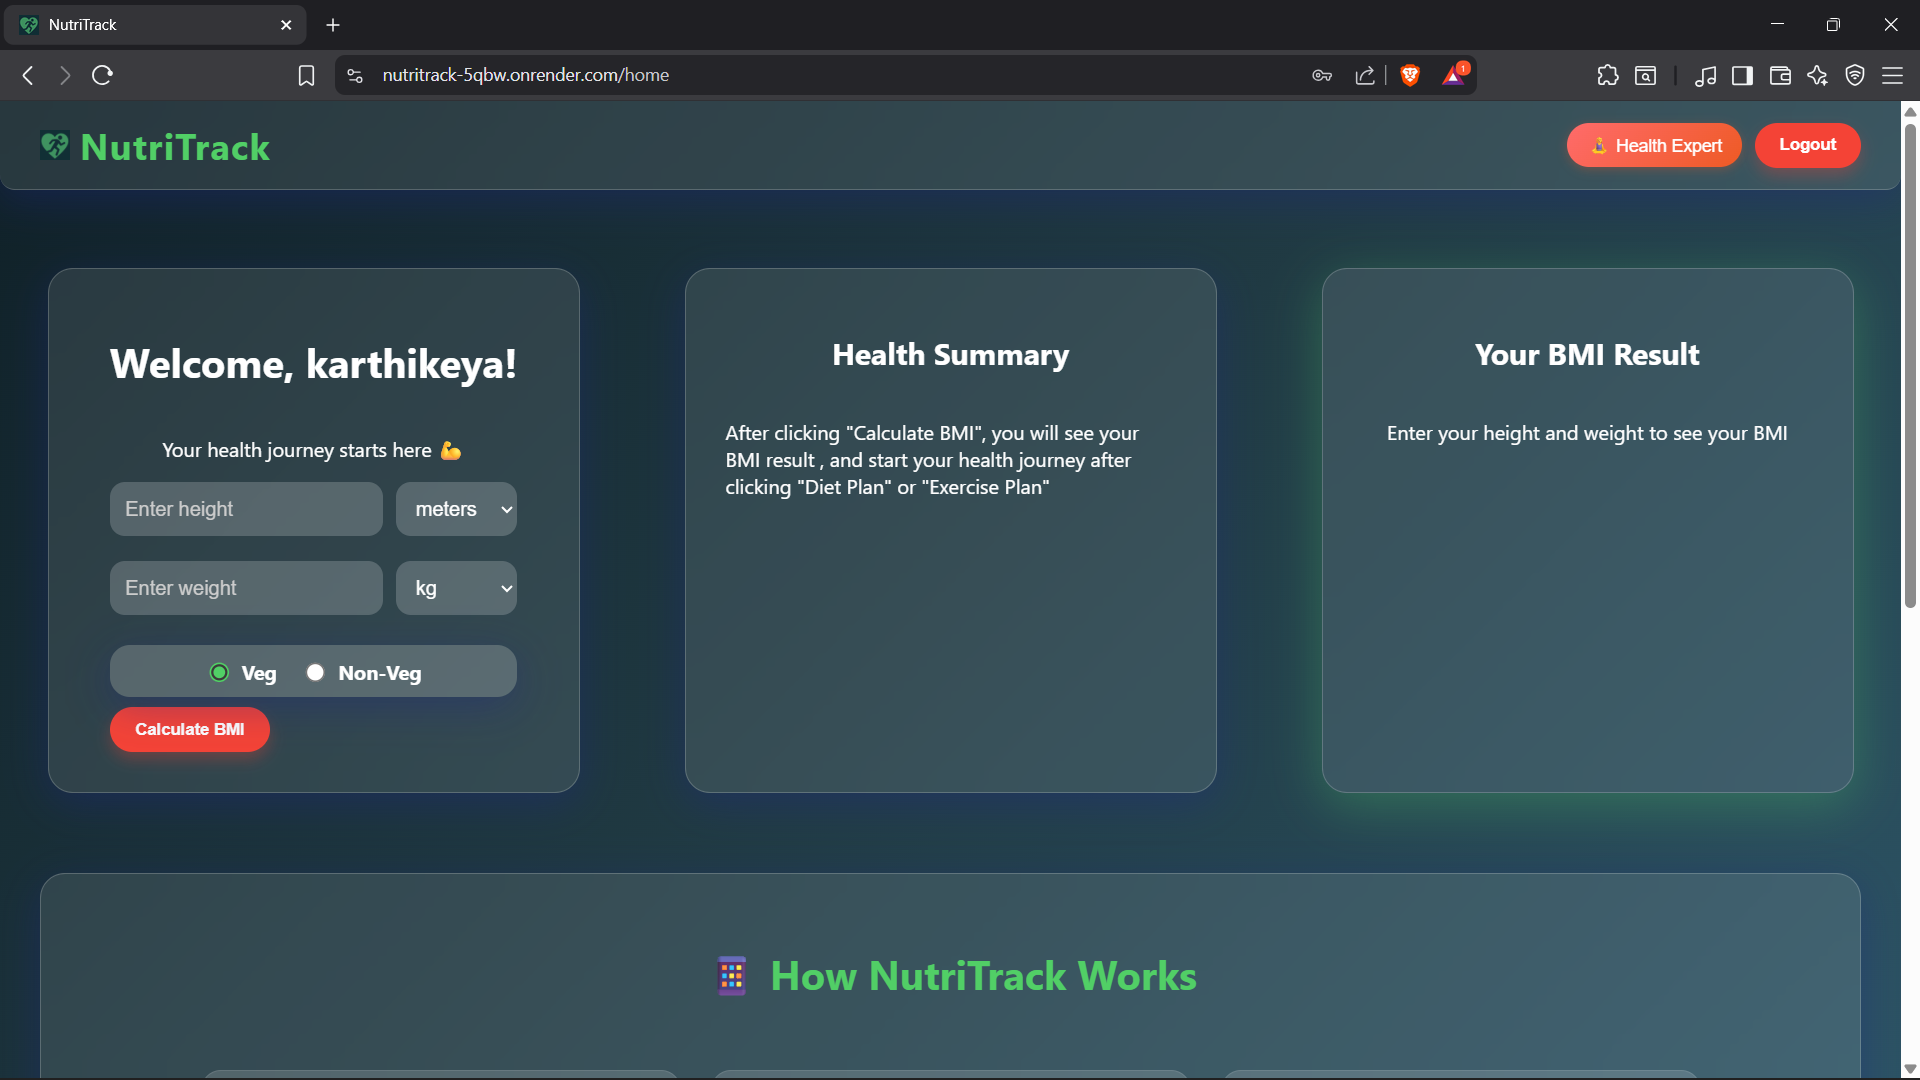 NutriTrack
nutritrack-5qbw.onrender.com/home
1
NutriTrack
Health Expert
Logout
Welcome, karthikeya!
Your health journey starts here 💪
Enter height
meters
Enter weight
kg
Veg
Non-Veg
Calculate BMI
Health Summary
After clicking "Calculate BMI", you will see your
BMI result , and start your health journey after
clicking "Diet Plan" or "Exercise Plan"
Your BMI Result
Enter your height and weight to see your BMI
How NutriTrack Works